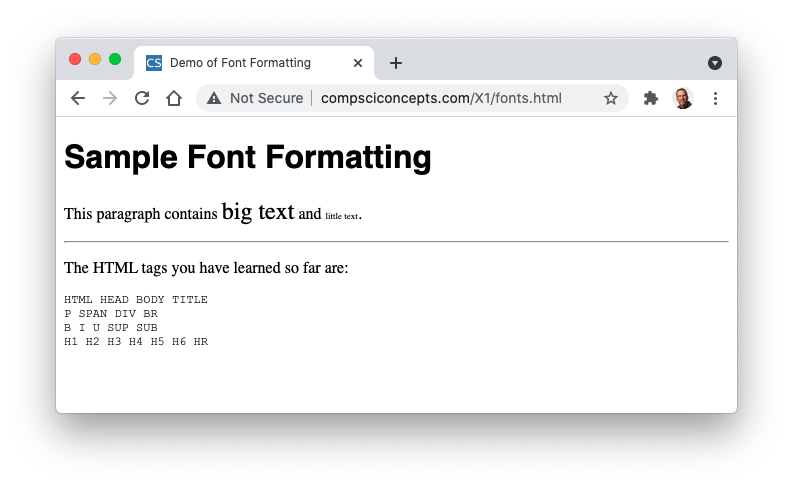 CS Demo of Font Formatting
Not Secure | compsciconcepts.com/X1/fonts.html
Sample Font Formatting
This paragraph contains big text and little text.
The HTML tags you have learned so far are:
HTML HEAD BODY TITLE
P SPAN DIV BR
B I U SUP SUB
H1 H2 H3 H4 H5 H6 HR